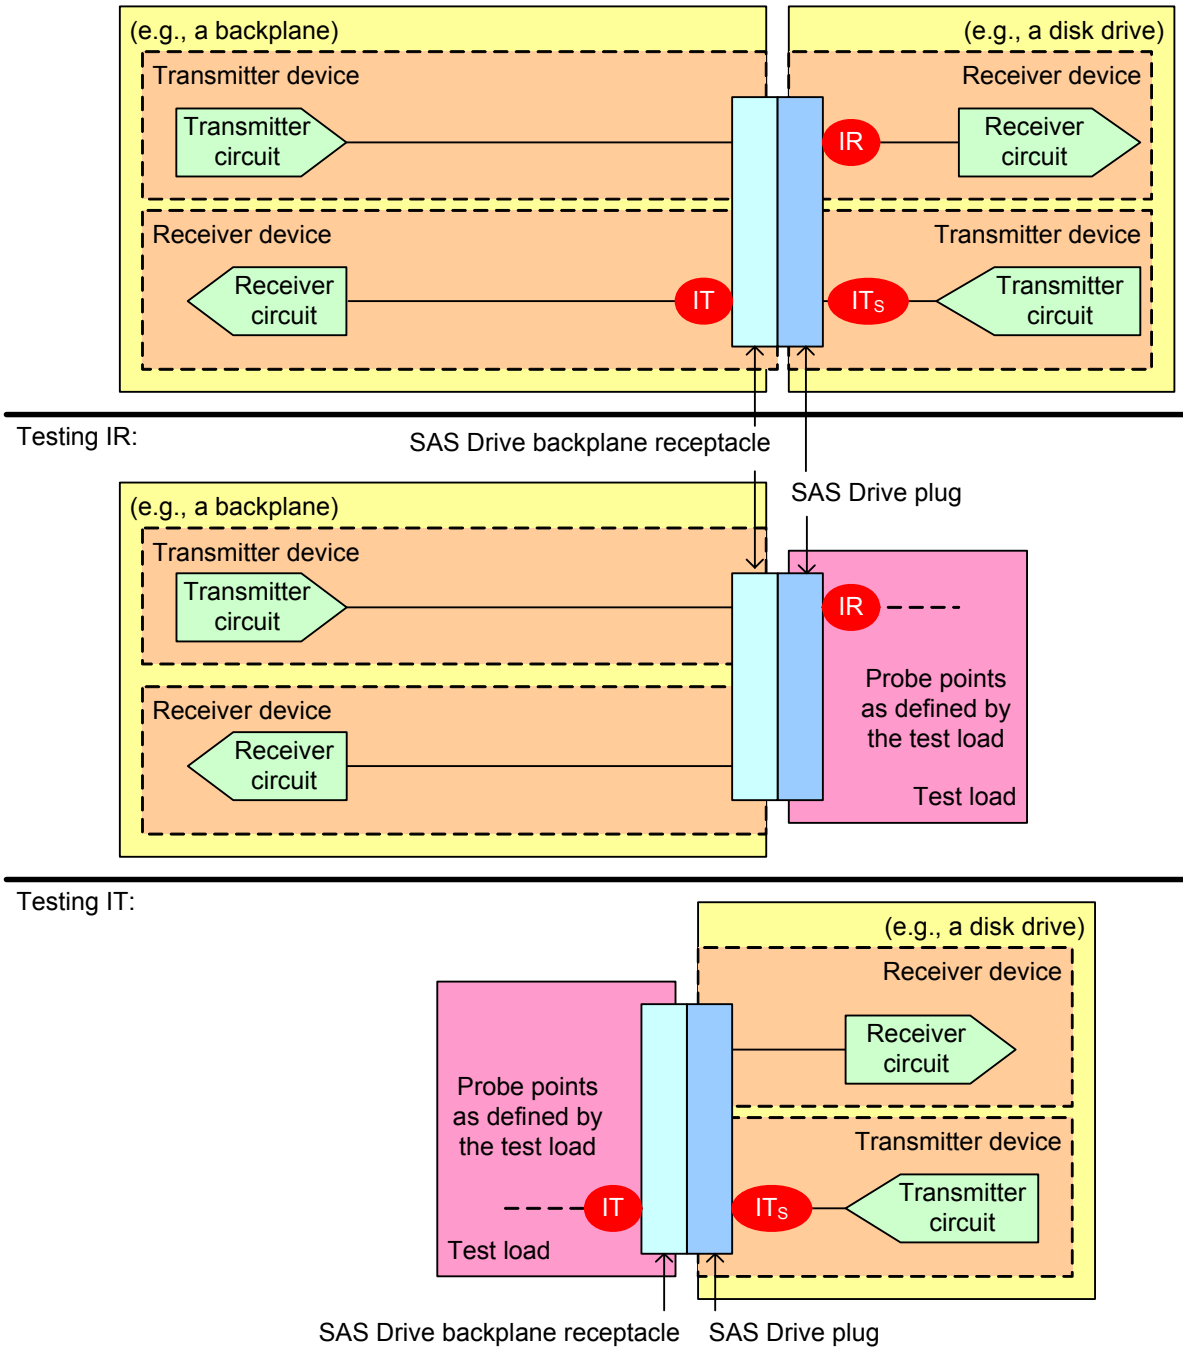 (e.g., a backplane)
(e.g., a disk drive)
Transmitter device
Receiver device
Transmitter
circuit
IR
Receiver
circuit
Receiver device
Transmitter device
Receiver
circuit
IT
ITS
Transmitter
circuit
Testing IR:
SAS Drive backplane receptacle
SAS Drive plug
(e.g., a backplane)
Transmitter device
Transmitter
circuit
IR
Receiver device
Receiver
circuit
Probe points
as defined by
the test load
Test load
Testing IT:
(e.g., a disk drive)
Receiver device
Receiver
circuit
Probe points
as defined by
the test load
Transmitter device
IT
ITS
Transmitter
circuit
Test load
SAS Drive backplane receptacle
SAS Drive plug